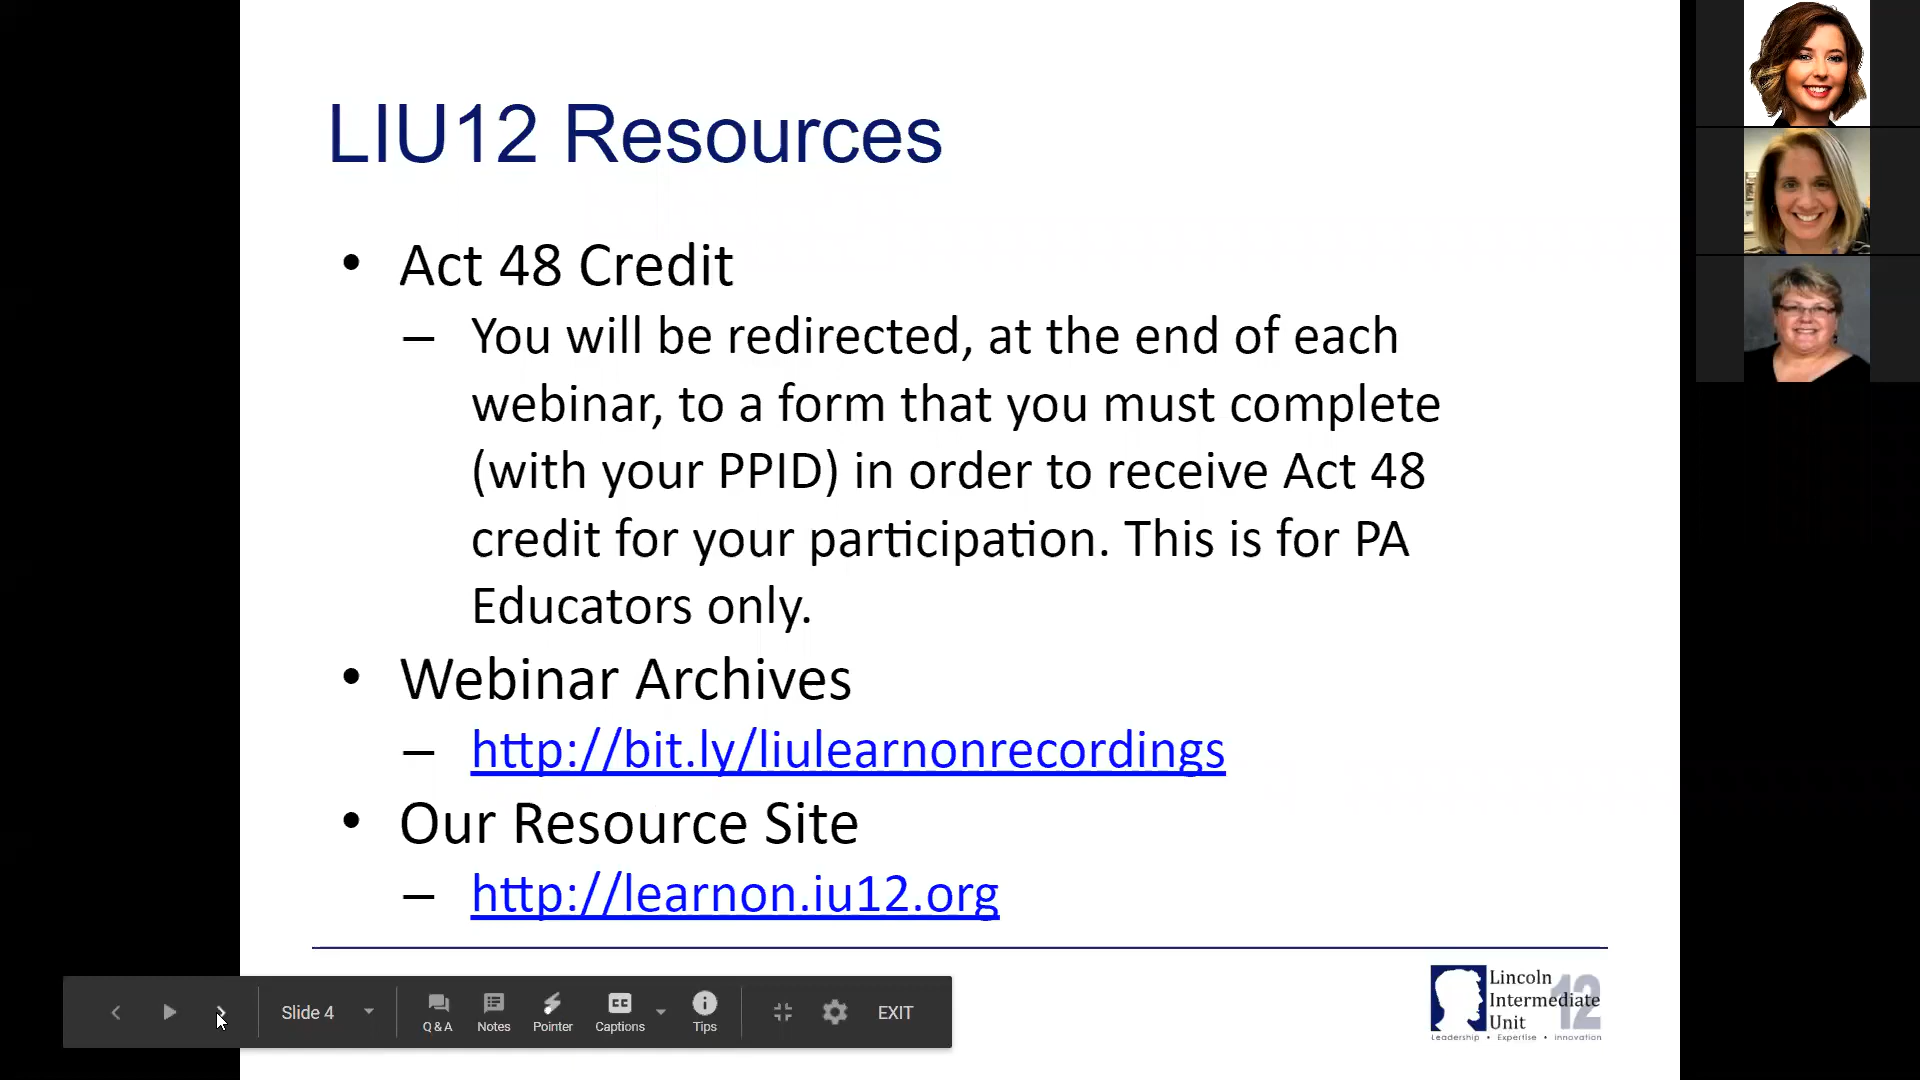 LIU12 Resources
• Act 48 Credit
– You will be redirected, at the end of each
webinar, to a form that you must complete
(with your PPID) in order to receive Act 48
credit for your participation. This is for PA
Educators only.
• Webinar Archives
– http://bit.ly/liulearnonrecordings
• Our Resource Site
– http://learnon.iu12.org
Lincoln
Intermediate
Unit
12
Leadership • Expertise • Innovation
Slide 4
Q & A
Notes
Pointer
CC
Captions
Tips
EXIT